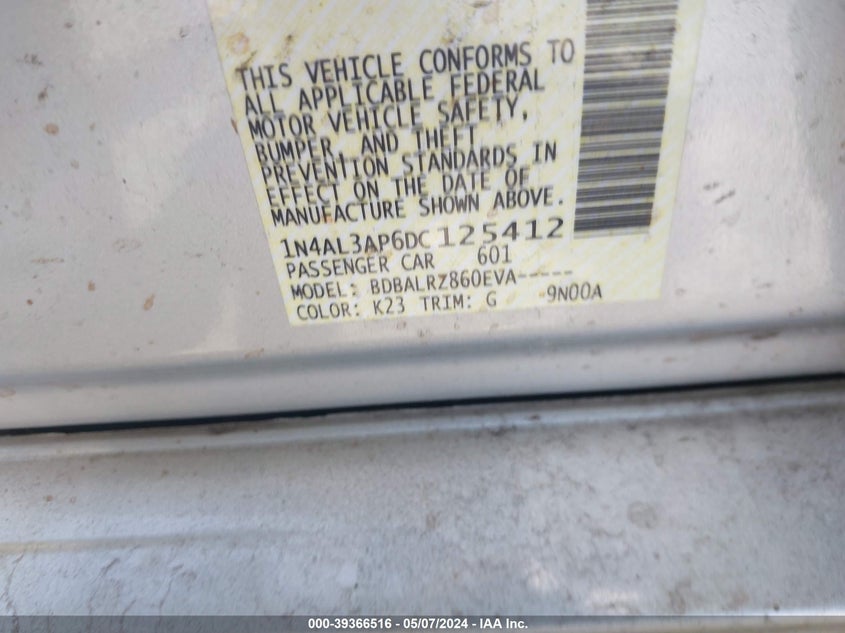 THIS VEHICLE CONFORMS TO
ALL APPLICABLE FEDERAL
MOTOR VEHICLE SAFETY,
BUMPER, AND THEFT
PREVENTION STANDARDS IN
EFFECT ON THE DATE OF
MANUFACTURE SHOWN ABOVE.
1N4AL3AP6DC125412
PASSENGER CAR 601
MODEL: BDBALRZ860EVA-----
COLOR: K23 TRIM: G 9N00A
000-39366516 - 05/07/2024 - IAA Inc.